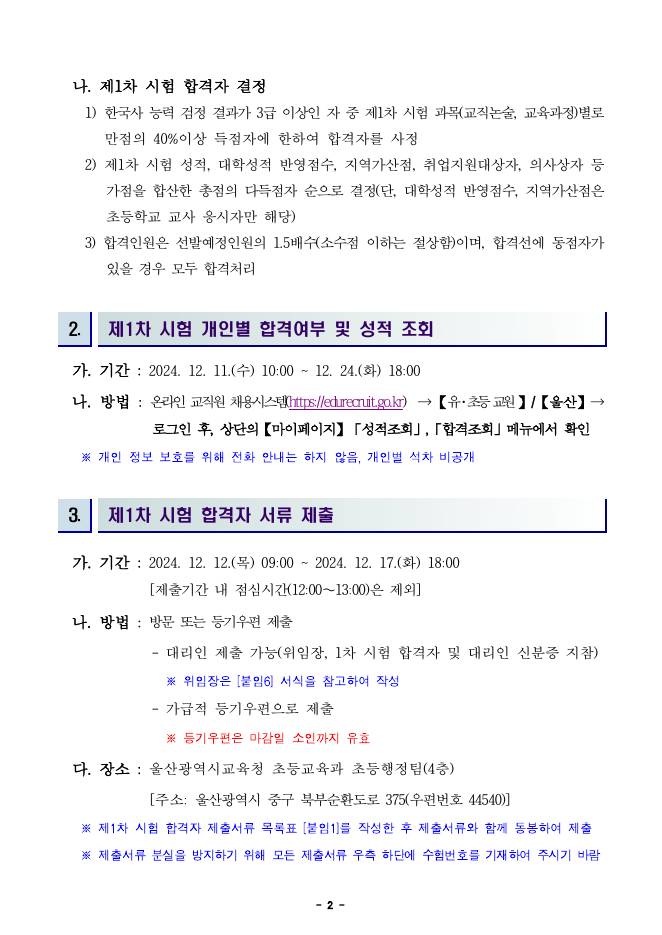 나. 제1차 시험 합격자 결정
1) 한국사 능력 검정 결과가 3급 이상인 자 중 제1차 시험 과목(교직논술, 교육과정)별로
만점의 40%이상 득점자에 한하여 합격자를 사정
2) 제1차 시험 성적, 대학성적 반영점수, 지역가산점, 취업지원대상자, 의사상자 등
가점을 합산한 총점의 다득점자 순으로 결정(단, 대학성적 반영점수, 지역가산점은
초등학교 교사 응시자만 해당)
3) 합격인원은 선발예정인원의 1.5배수(소수점 이하는 절상함)이며, 합격선에 동점자가
있을 경우 모두 합격처리
2. 제1차 시험 개인별 합격여부 및 성적 조회
가. 기간 : 2024. 12. 11.(수) 10:00 ~ 12. 24.(화) 18:00
나. 방법 : 온라인 교직원 채용시스템(https://edurecruit.go.kr) →【유·초등 교원】/【울산】→
로그인 후, 상단의【마이페이지】「성적조회」,「합격조회」메뉴에서 확인
※ 개인 정보 보호를 위해 전화 안내는 하지 않음, 개인별 석차 비공개
3. 제1차 시험 합격자 서류 제출
가. 기간 : 2024. 12. 12.(목) 09:00 ~ 2024. 12. 17.(화) 18:00
[제출기간 내 점심시간(12:00∼13:00)은 제외]
나. 방법 : 방문 또는 등기우편 제출
- 대리인 제출 가능(위임장, 1차 시험 합격자 및 대리인 신분증 지참)
※ 위임장은 [붙임6] 서식을 참고하여 작성
- 가급적 등기우편으로 제출
※ 등기우편은 마감일 소인까지 유효
다. 장소 : 울산광역시교육청 초등교육과 초등행정팀(4층)
[주소: 울산광역시 중구 북부순환도로 375(우편번호 44540)]
※ 제1차 시험 합격자 제출서류 목록표 [붙임1]를 작성한 후 제출서류와 함께 동봉하여 제출
※ 제출서류 분실을 방지하기 위해 모든 제출서류 우측 하단에 수험번호를 기재하여 주시기 바람
- 2 -